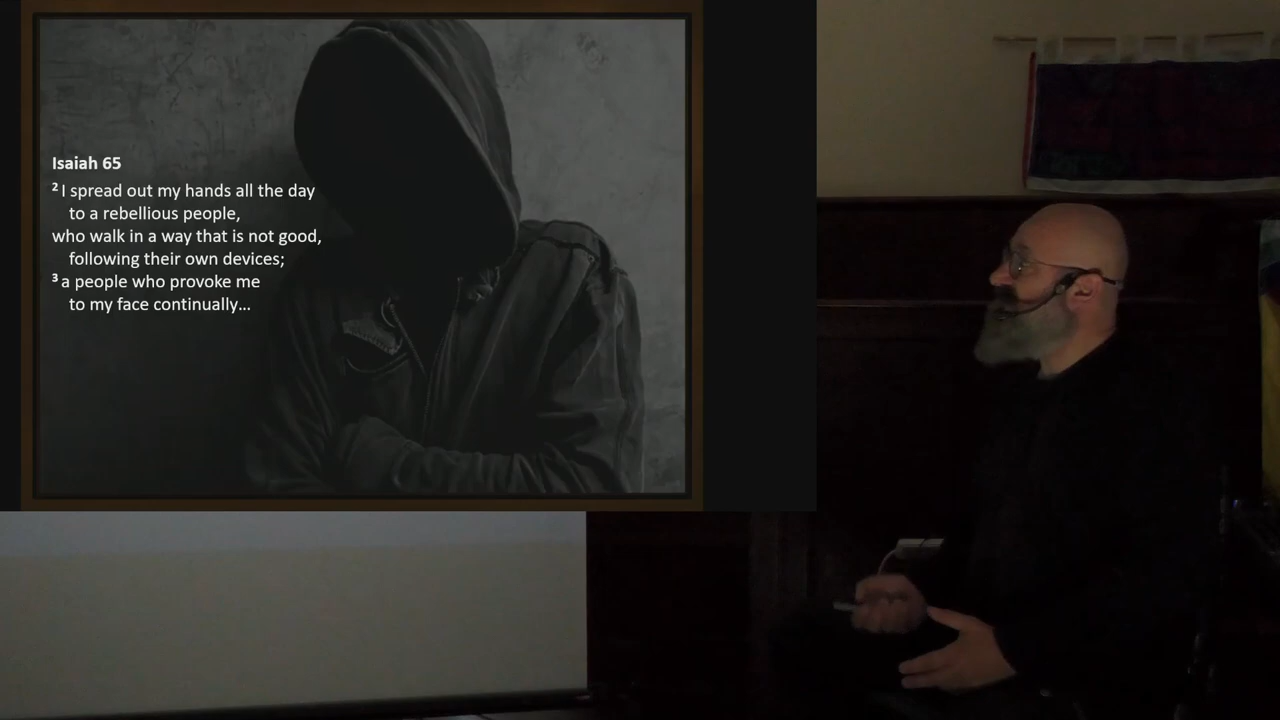 Isaiah 65
2 I spread out my hands all the day
to a rebellious people,
who walk in a way that is not good,
following their own devices;
3 a people who provoke me
to my face continually...